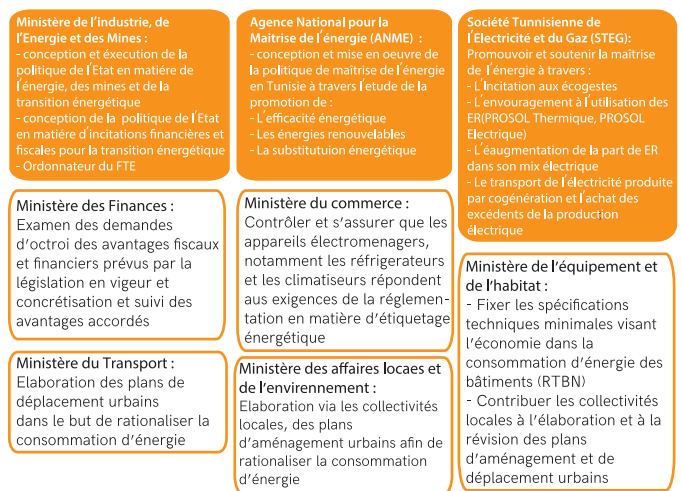 Ministère de l'industrie, de
l'Energie et des Mines :
- conception et éxecution de la
politique de l'Etat en matiére de
l'énergie, des mines et de la
transition énergétique
- conception de la politique de l'Etat
en matiére d'incitations financières et
fiscales pour la transition énergétique
- Ordonnateur du FTE
Ministère des Finances :
Examen des demandes
d'octroi des avantages fiscaux
et financiers prévus par la
législation en vigeur et
concrétisation et suivi des
avantages accordés
Ministère du Transport :
Elaboration des plans de
déplacement urbains
dans le but de rationaliser la
consommation d'énergie
Agence National pour la
Maitrise de l'énergie (ANME) :
- conception et mise en oeuvre de
la politique de maîtrise de l'énergie
en Tunisie à travers l'etude de la
promotion de :
- L'efficacité énergétique
- Les énergies renouvelables
- La substitutuion énergétique
Ministère du commerce :
Contrôler et s'assurer que les
appareils électromenagers,
notamment les réfrigerateurs
et les climatiseurs répondent
aus exigences de la réglemen-
tation en matière d'étiquetage
énergétique
Ministère des affaires locaes et
de l'envirennement :
Elaboration via les collectivités
locales, des plans
d'aménagement urbains afin de
rationaliser la consommation
d'énergie
Société Tunnisienne de
l'Electricité et du Gaz (STEG):
Promouvoir et soutenir la maîtrise
de l'énergie à travers :
- L'Incitation aux écogestes
- L'envouragement à l'utilisation des
ER(PROSOL Thermique, PROSOL
Electrique)
- L'éaugmentation de la part de ER
dans son mix électrique
- Le transport de l'électricité produite
par cogénération et l'achat des
excédents de la production
électrique
Ministère de l'équipement et
de l'habitat :
- Fixer les spécifications
techniques minimales visant
l'économie dans la
consommation d'énergie des
bâtiments (RTBN)
- Contribuer les collectivités
locales à l'élaboration et à la
révision des plans
d'aménagement et de
déplacement urbains